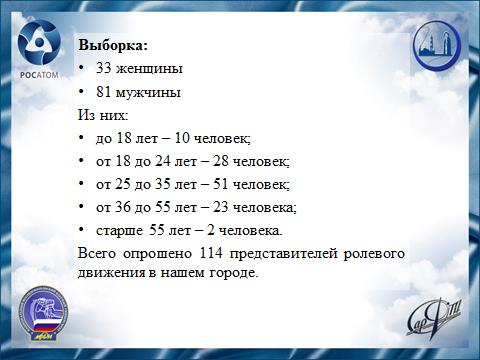 Выборка:
• 33 женщины
• 81 мужчины
Из них:
• до 18 лет – 10 человек;
• от 18 до 24 лет – 28 человек;
• от 25 до 35 лет – 51 человек;
• от 36 до 55 лет – 23 человека;
• старше 55 лет – 2 человека.
Всего опрошено 114 представителей ролевого
движения в нашем городе.
РОСАТОМ
СарФТИ